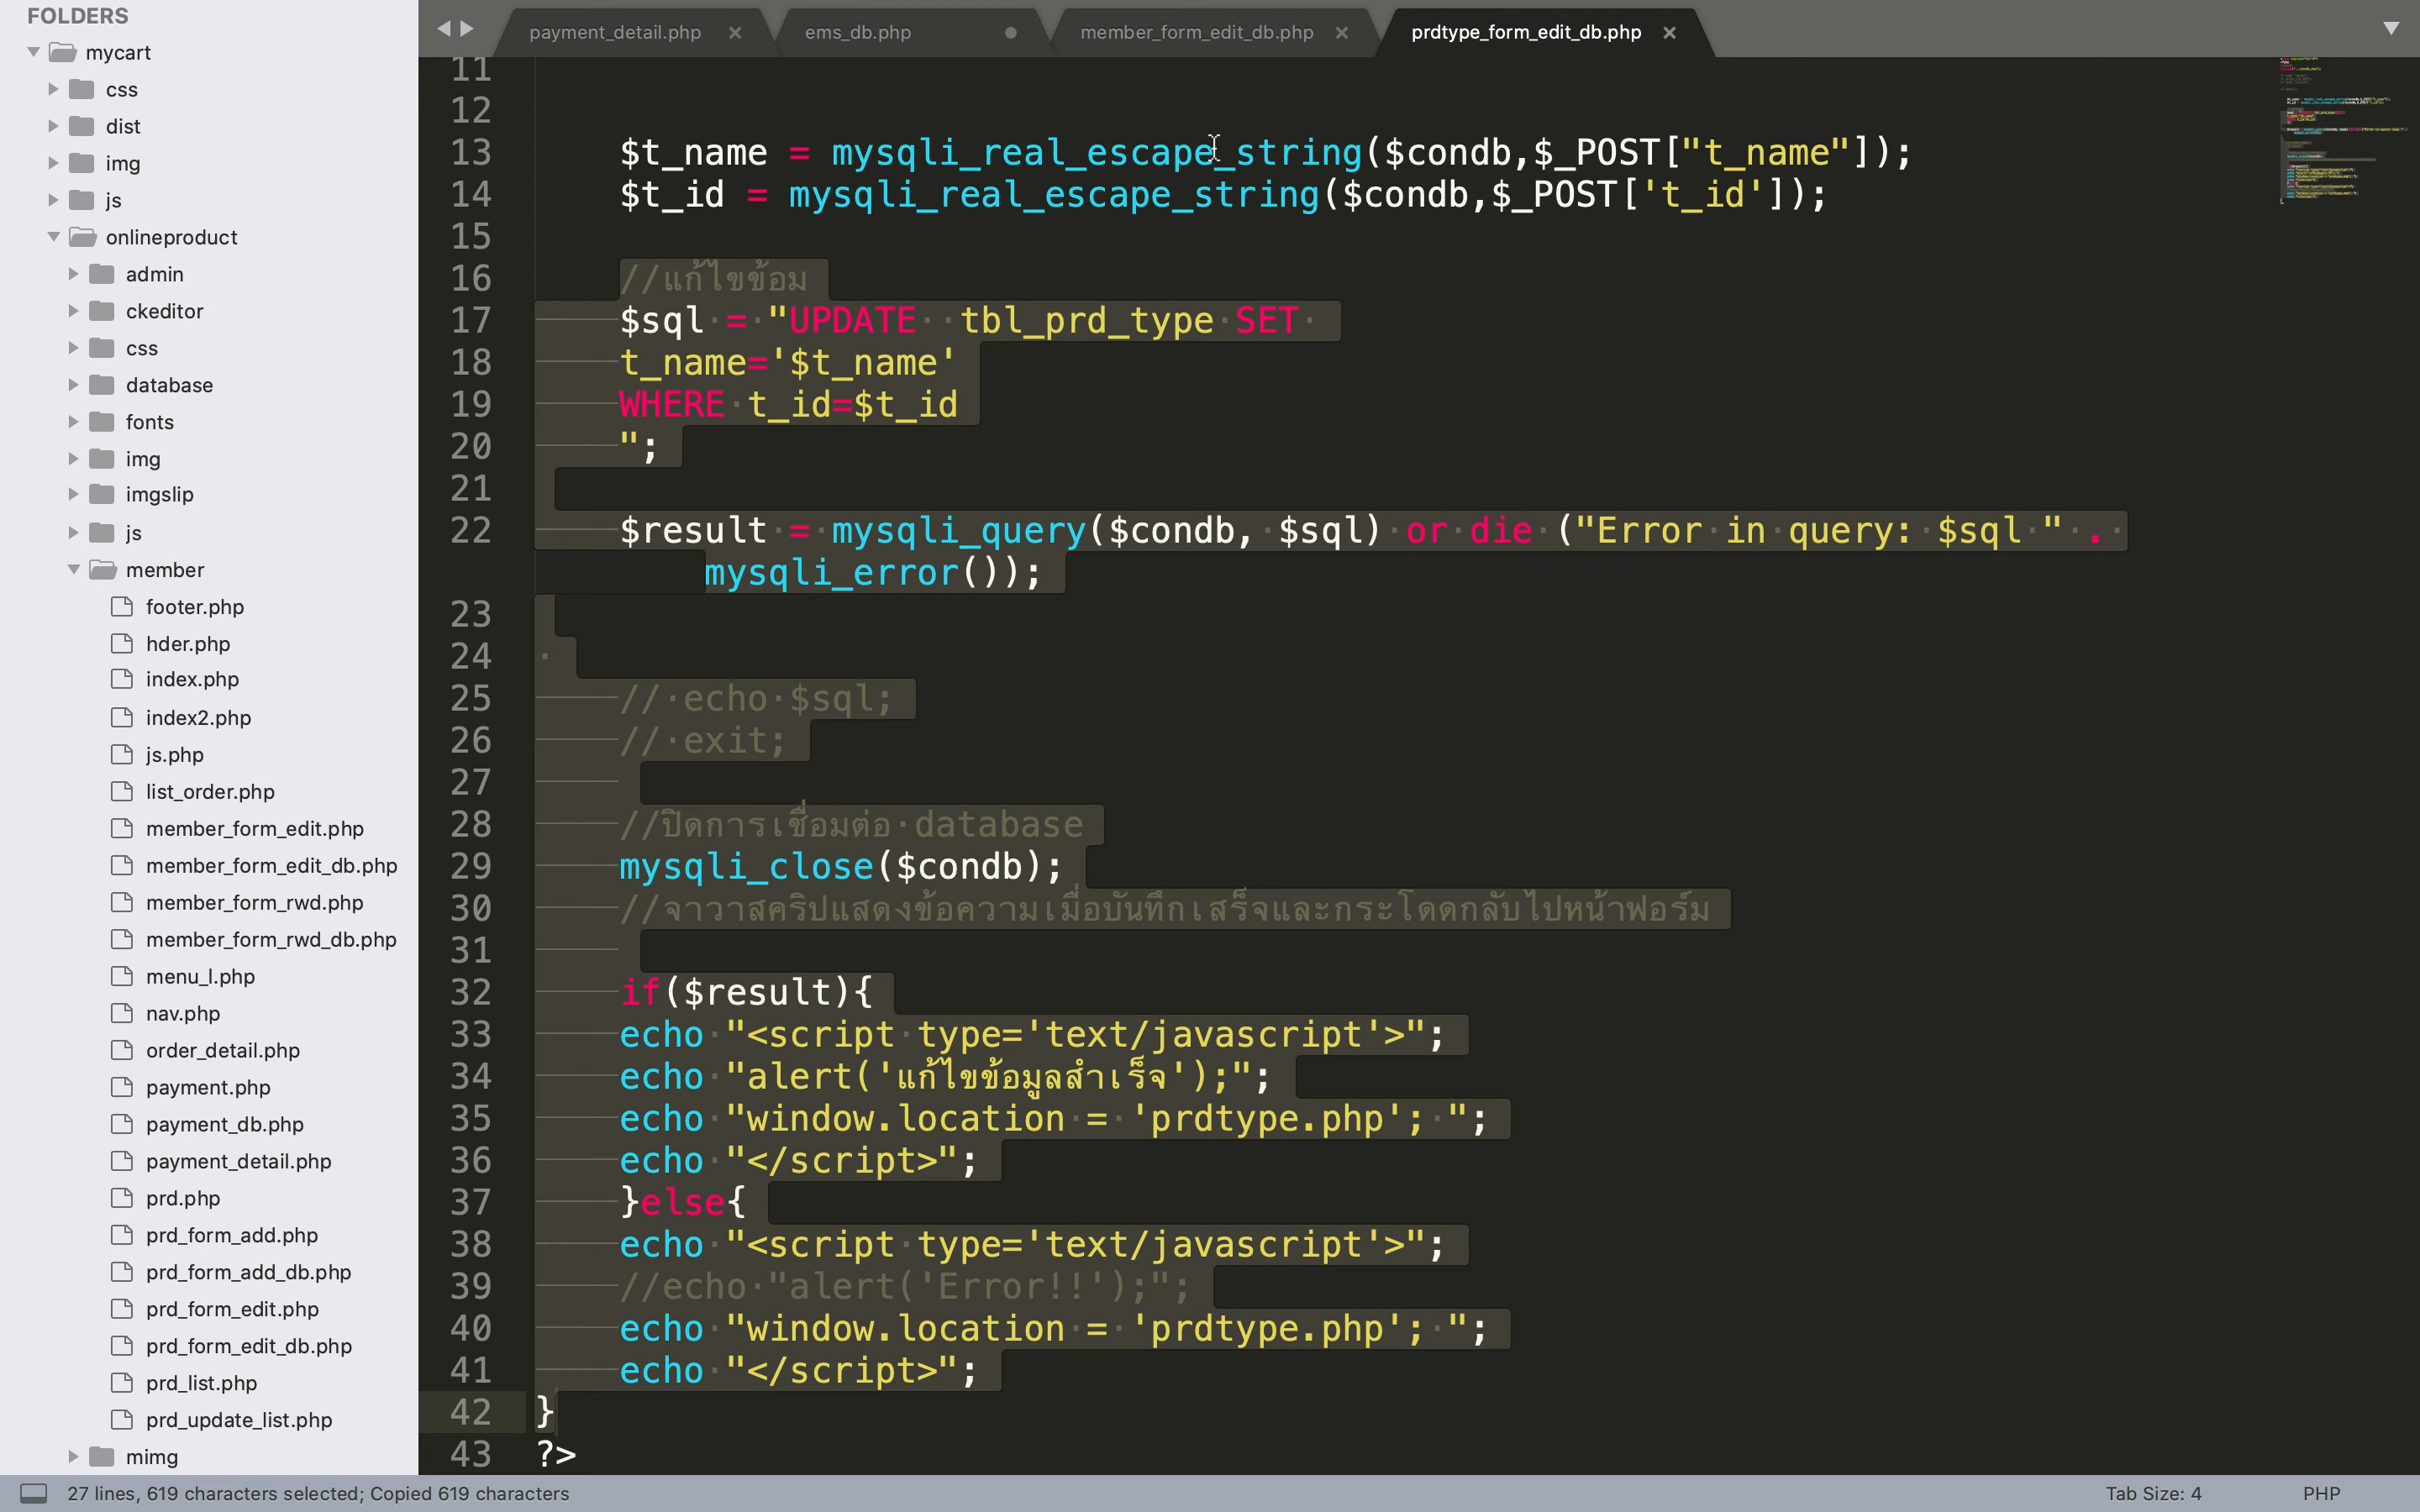 FOLDERS
mycart
css
dist
img
js
onlineproduct
admin
ckeditor
css
database
fonts
img
imgslip
js
member
footer.php
hder.php
index.php
index2.php
js.php
list_order.php
member_form_edit.php
member_form_edit_db.php
member_form_rwd.php
member_form_rwd_db.php
menu_l.php
nav.php
order_detail.php
payment.php
payment_db.php
payment_detail.php
prd.php
prd_form_add.php
prd_form_add_db.php
prd_form_edit.php
prd_form_edit_db.php
prd_list.php
prd_update_list.php
mimg
payment_detail.php
ems_db.php
member_form_edit_db.php
prdtype_form_edit_db.php
11
12
13 $t_name = mysqli_real_escape_string($condb,$_POST["t_name"]);
14 $t_id = mysqli_real_escape_string($condb,$_POST['t_id']);
15
16 //แก้ไขข้อม
17 $sql = "UPDATE  tbl_prd_type SET
18 t_name='$t_name'
19 WHERE t_id=$t_id
20 ";
21
22 $result = mysqli_query($condb, $sql) or die ("Error in query: $sql " .
mysqli_error());
23
24
25 // echo $sql;
26 // exit;
27
28 //ปิดการเชื่อมต่อ database
29 mysqli_close($condb);
30 //จาวาสคริปแสดงข้อความเมื่อบันทึกเสร็จและกระโดดกลับไปหน้าฟอร์ม
31
32 if($result){
33 echo "<script type='text/javascript'>";
34 echo "alert('แก้ไขข้อมูลสำเร็จ');";
35 echo "window.location = 'prdtype.php'; ";
36 echo "</script>";
37 }else{
38 echo "<script type='text/javascript'>";
39 //echo "alert('Error!!');";
40 echo "window.location = 'prdtype.php'; ";
41 echo "</script>";
42 }
43 ?>
27 lines, 619 characters selected; Copied 619 characters
Tab Size: 4
PHP